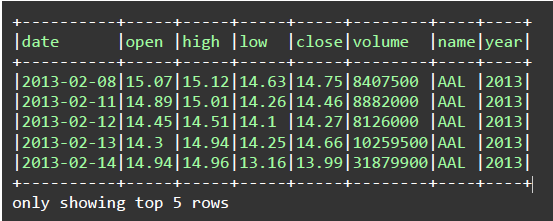 +----------+-----+-----+-----+-----+--------+----+----+
|date      |open |high |low  |close|volume  |name|year|
+----------+-----+-----+-----+-----+--------+----+----+
|2013-02-08|15.07|15.12|14.63|14.75|8407500 |AAL |2013|
|2013-02-11|14.89|15.01|14.26|14.46|8882000 |AAL |2013|
|2013-02-12|14.45|14.51|14.1 |14.27|8126000 |AAL |2013|
|2013-02-13|14.3 |14.94|14.25|14.66|10259500|AAL |2013|
|2013-02-14|14.94|14.96|13.16|13.99|31879900|AAL |2013|
+----------+-----+-----+-----+-----+--------+----+----+
only showing top 5 rows